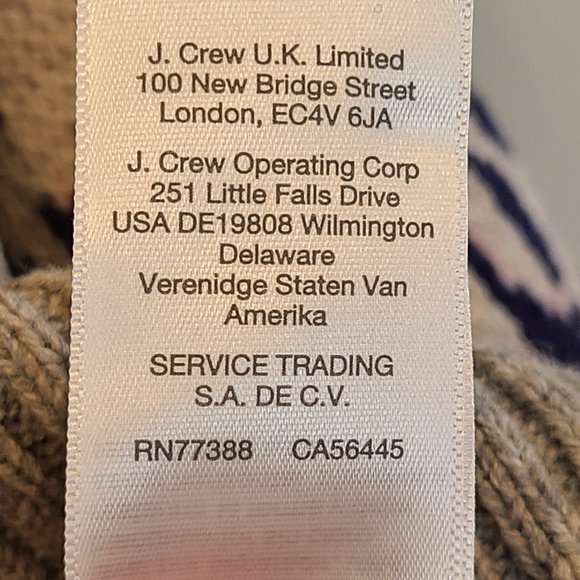 J. Crew U.K. Limited
100 New Bridge Street
London, EC4V 6JA
J. Crew Operating Corp
251 Little Falls Drive
USA DE19808 Wilmington
Delaware
Verenidge Staten Van
Amerika
SERVICE TRADING
S.A. DE C.V.
RN77388 CA56445